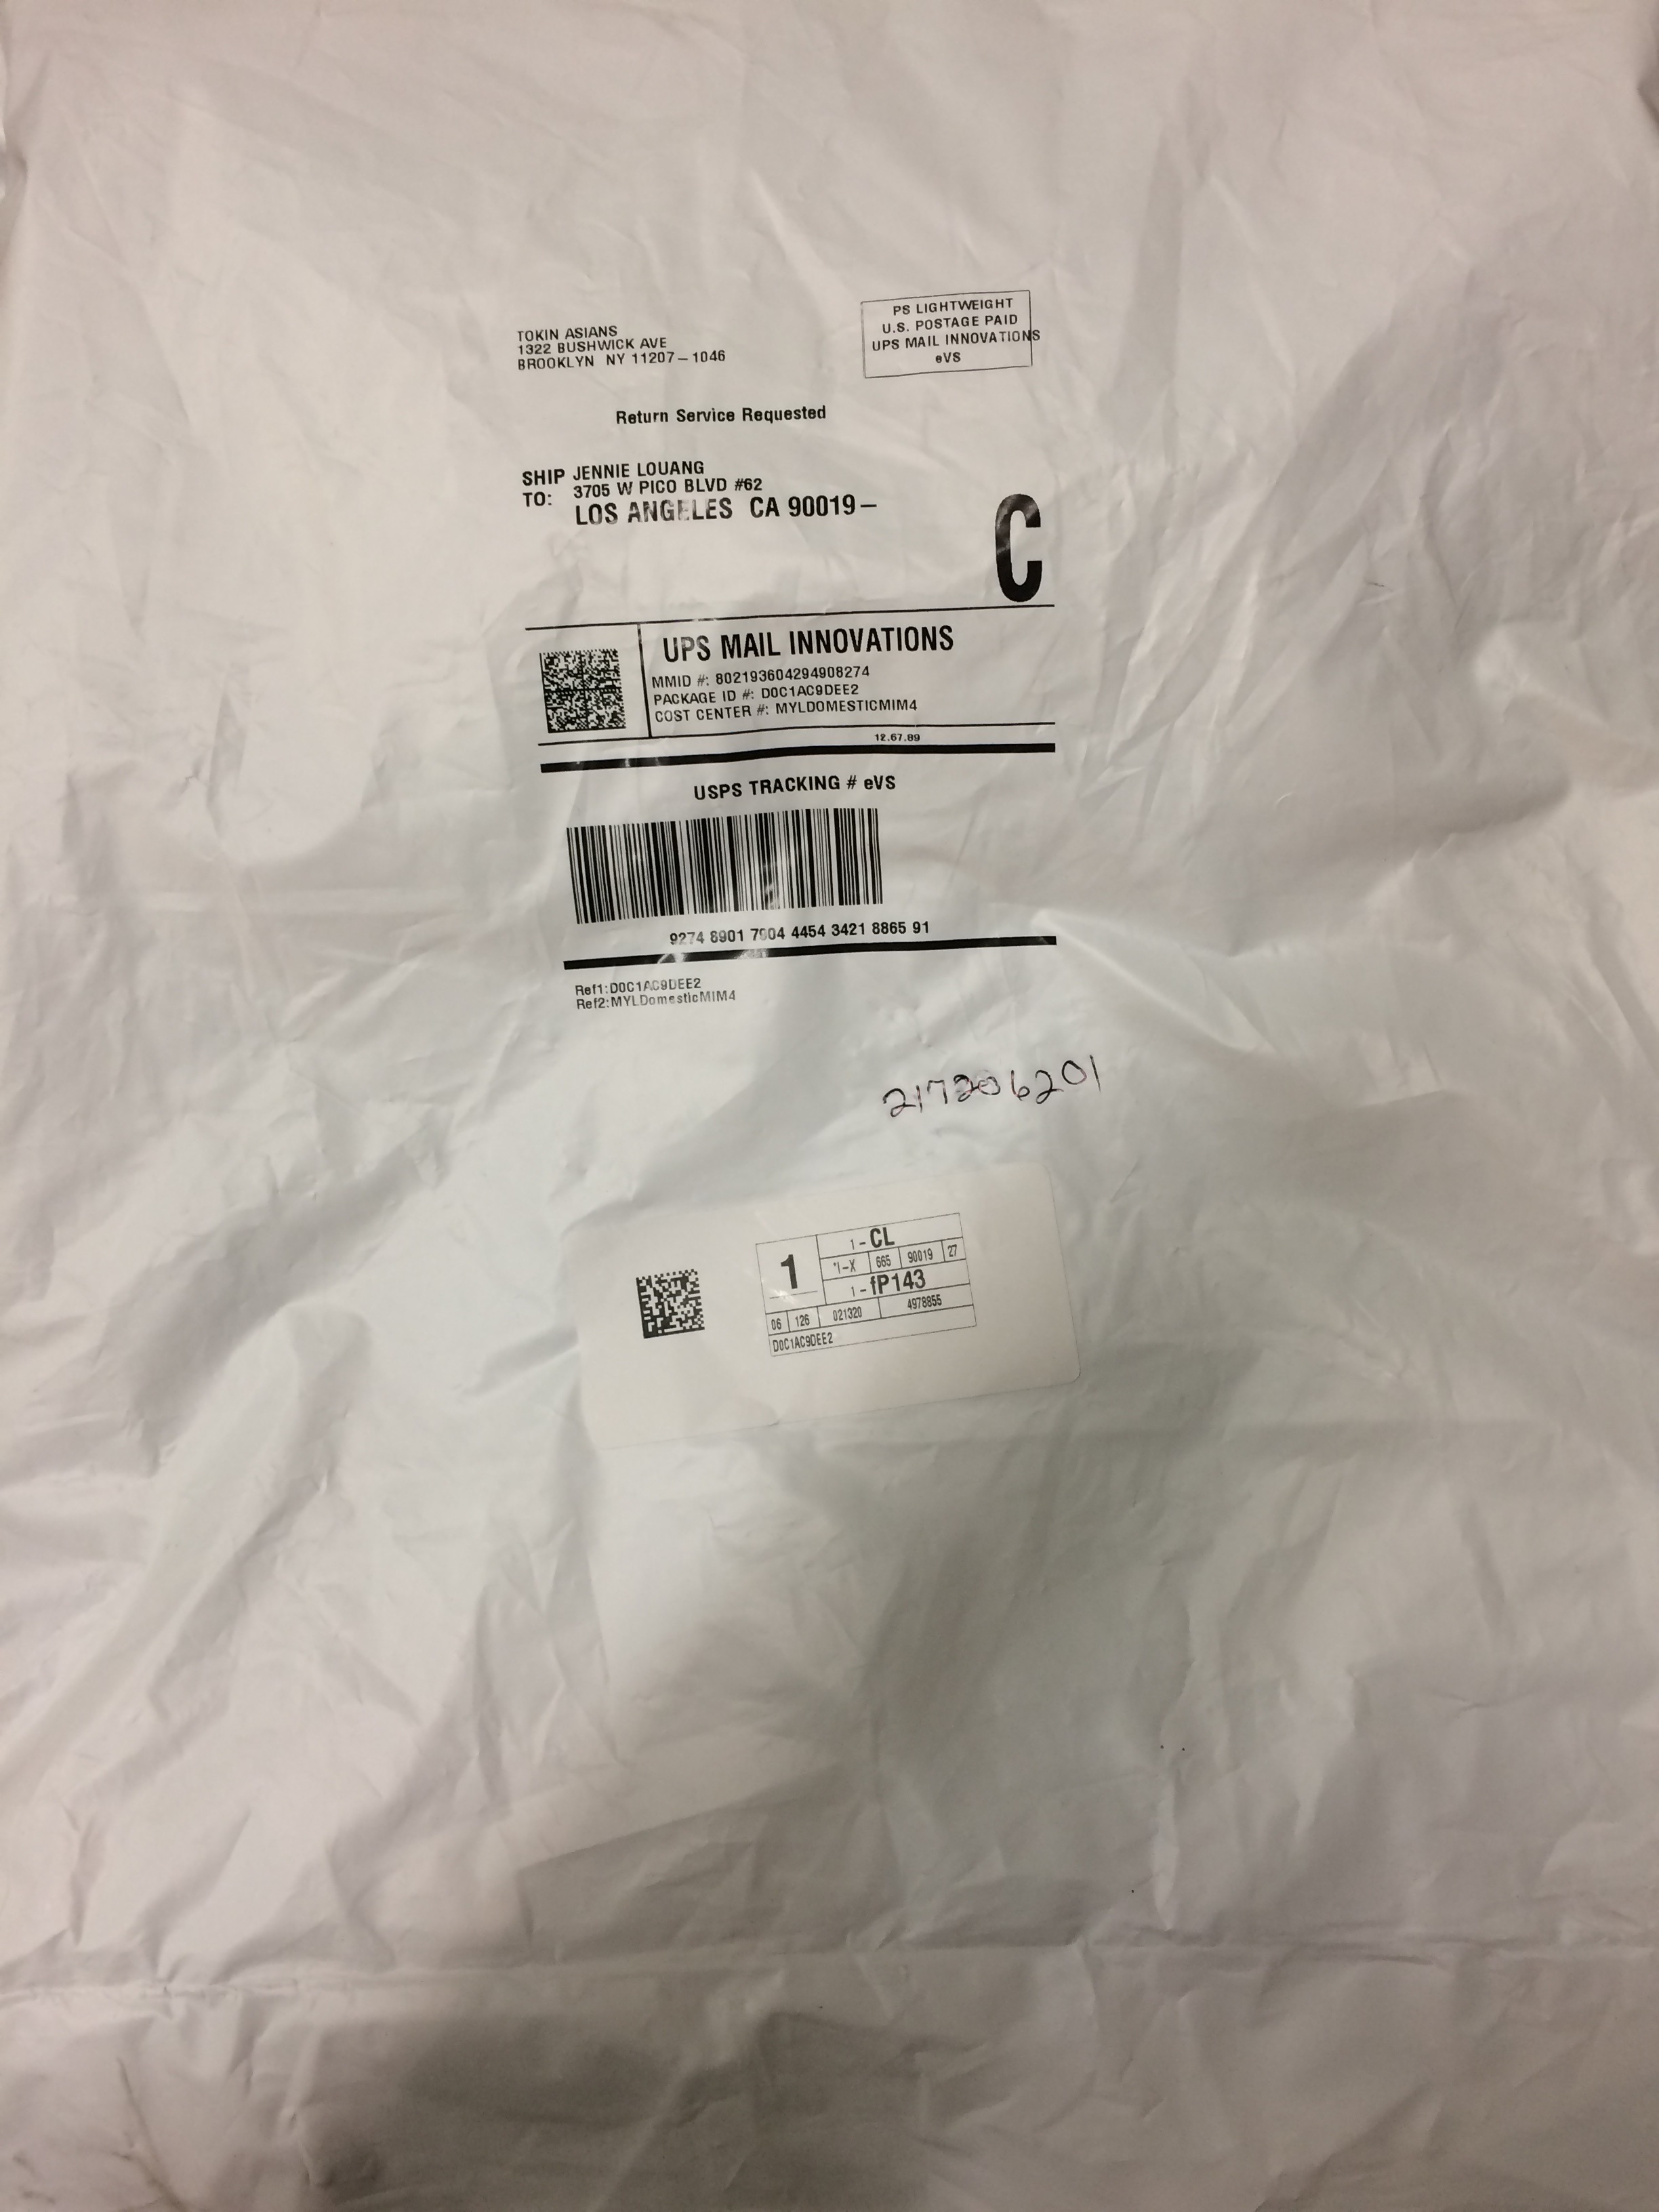 TOKIN ASIANS
1322 BUSHWICK AVE
BROOKLYN NY 11207-1046
PS LIGHTWEIGHT
U.S. POSTAGE PAID
UPS MAIL INNOVATIONS
eVS
Return Service Requested
SHIP TO: JENNIE LOUANG
3705 W PICO BLVD #62
LOS ANGELES CA 90019-
C
UPS MAIL INNOVATIONS
MMID #: 802193604294908274
PACKAGE ID #: D0C1AC9DEE2
COST CENTER #: MYLDOMESTICMIM4
12.67.89
USPS TRACKING # eVS
9274 8901 7904 4454 3421 8865 91
Ref1:D0C1AC9DEE2
Ref2:MYLDomesticMIM4
217206201
1
1-CL
*1-X 665 90019 27
1-fP143
06 126 021320 4978855
D0C1AC9DEE2